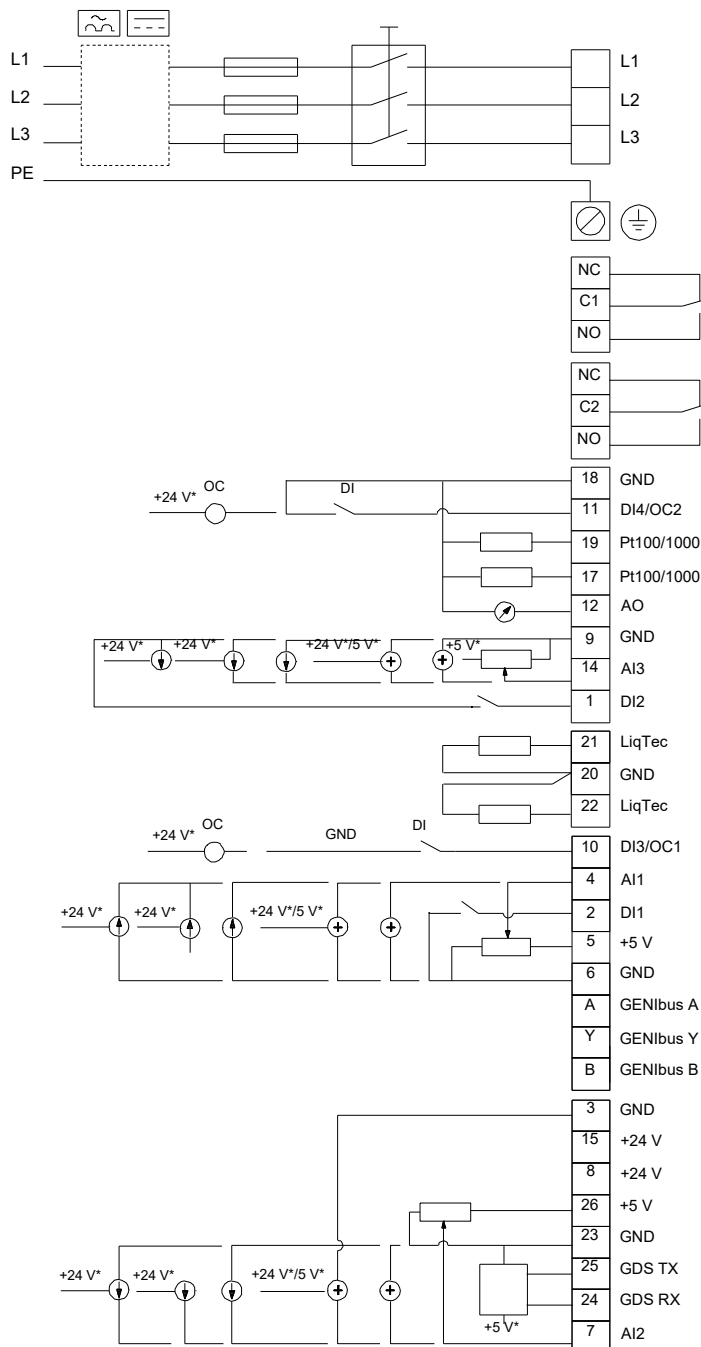 L1 L1
L2 L2
L3 L3
PE
NC
C1
NO
NC
C2
NO
18 GND
+24 V* OC DI 11 DI4/OC2
19 Pt100/1000
17 Pt100/1000
12 AO
9 GND
+24 V* +24 V* +24 V*/5 V* +5 V*
14 AI3
1 DI2
21 LiqTec
20 GND
22 LiqTec
+24 V* OC GND DI 10 DI3/OC1
4 AI1
+24 V* +24 V* +24 V*/5 V* 2 DI1
5 +5 V
6 GND
A GENIbus A
Y GENIbus Y
B GENIbus B
3 GND
15 +24 V
8 +24 V
26 +5 V
23 GND
+24 V* +24 V* +24 V*/5 V* 25 GDS TX
24 GDS RX
+5 V* 7 AI2